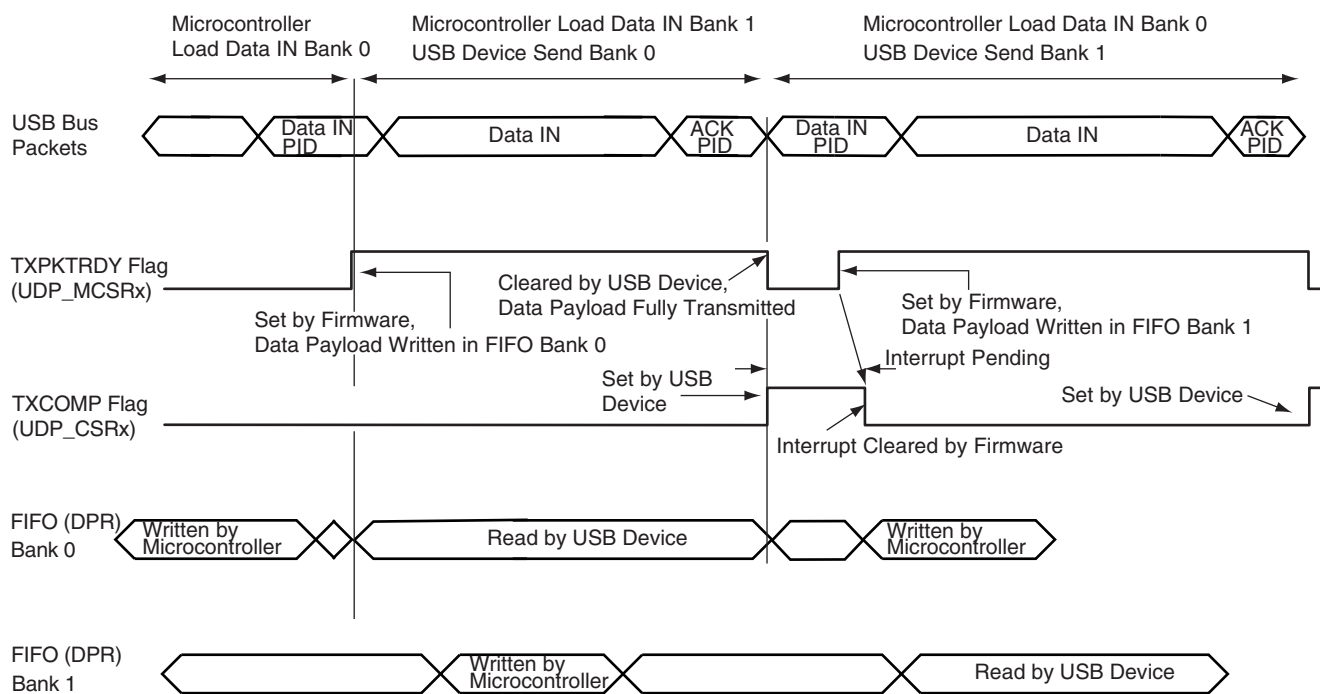 Microcontroller
Load Data IN Bank 0
Microcontroller Load Data IN Bank 1
USB Device Send Bank 0
Microcontroller Load Data IN Bank 0
USB Device Send Bank 1
USB Bus
Packets
Data IN
PID
Data IN
ACK
PID
Data IN
PID
Data IN
ACK
PID
TXPKTRDY Flag
(UDP_MCSRx)
Set by Firmware,
Data Payload Written in FIFO Bank 0
Cleared by USB Device,
Data Payload Fully Transmitted
Set by Firmware,
Data Payload Written in FIFO Bank 1
Interrupt Pending
TXCOMP Flag
(UDP_CSRx)
Set by USB
Device
Set by USB Device
Interrupt Cleared by Firmware
FIFO (DPR)
Bank 0
Written by
Microcontroller
Read by USB Device
Written by
Microcontroller
FIFO (DPR)
Bank 1
Written by
Microcontroller
Read by USB Device